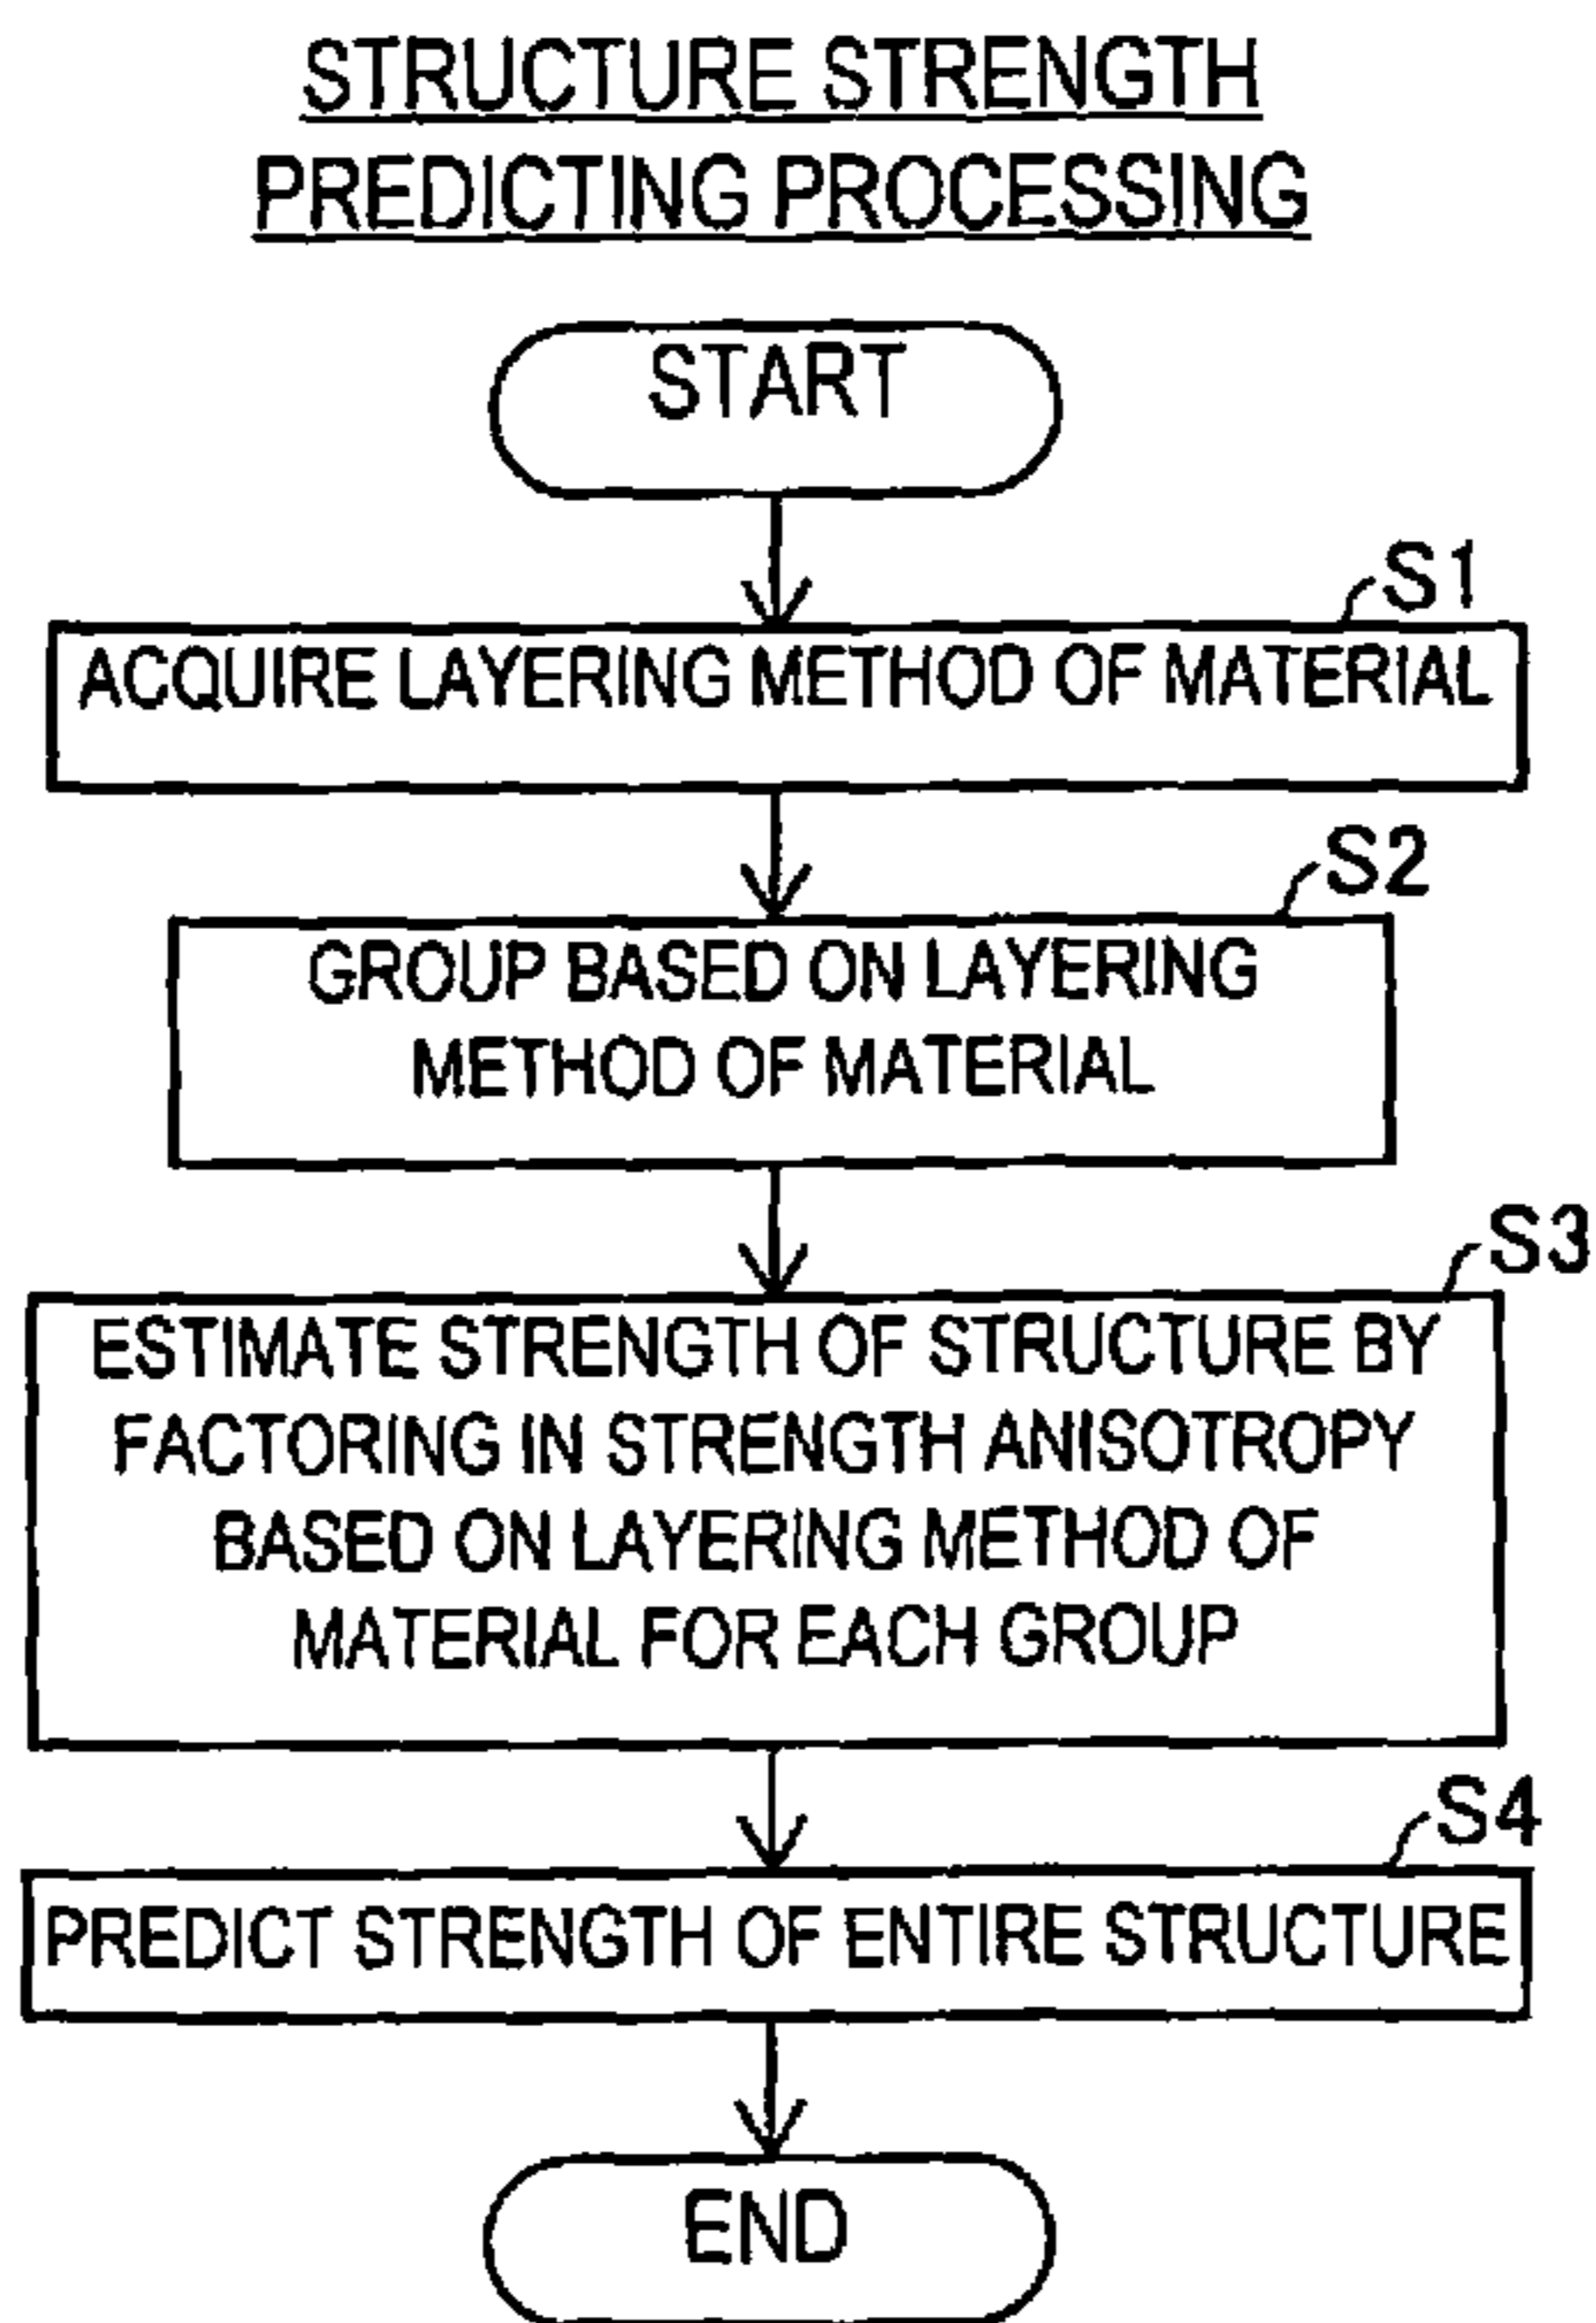 STRUCTURE STRENGTH
PREDICTING PROCESSING
START
S1
ACQUIRE LAYERING METHOD OF MATERIAL
S2
GROUP BASED ON LAYERING
METHOD OF MATERIAL
S3
ESTIMATE STRENGTH OF STRUCTURE BY
FACTORING IN STRENGTH ANISOTROPY
BASED ON LAYERING METHOD OF
MATERIAL FOR EACH GROUP
S4
PREDICT STRENGTH OF ENTIRE STRUCTURE
END